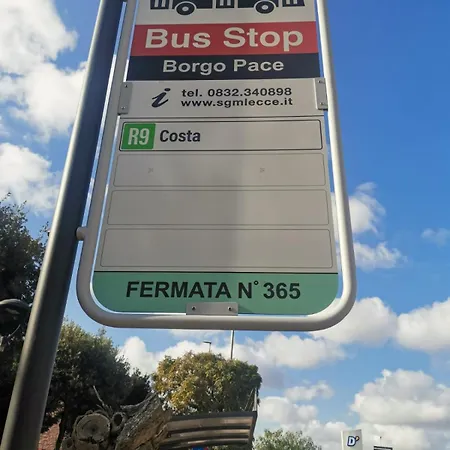 Bus Stop
Borgo Pace
i tel. 0832.340898
www.sgmlecce.it
R9 Costa
FERMATA N° 365
D°